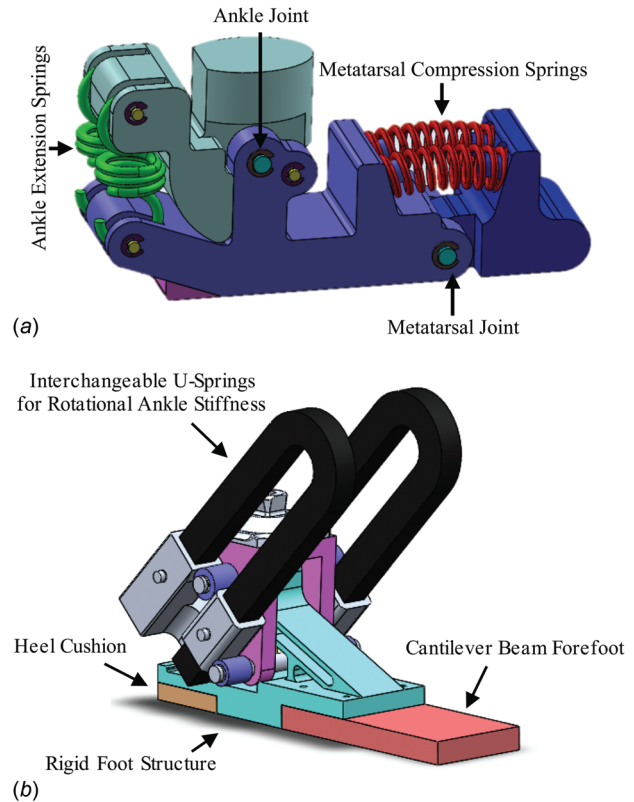 Ankle Joint
Metatarsal Compression Springs
Ankle Extension Springs
Metatarsal Joint
(a)
Interchangeable U-Springs
for Rotational Ankle Stiffness
Heel Cushion
Cantilever Beam Forefoot
Rigid Foot Structure
(b)